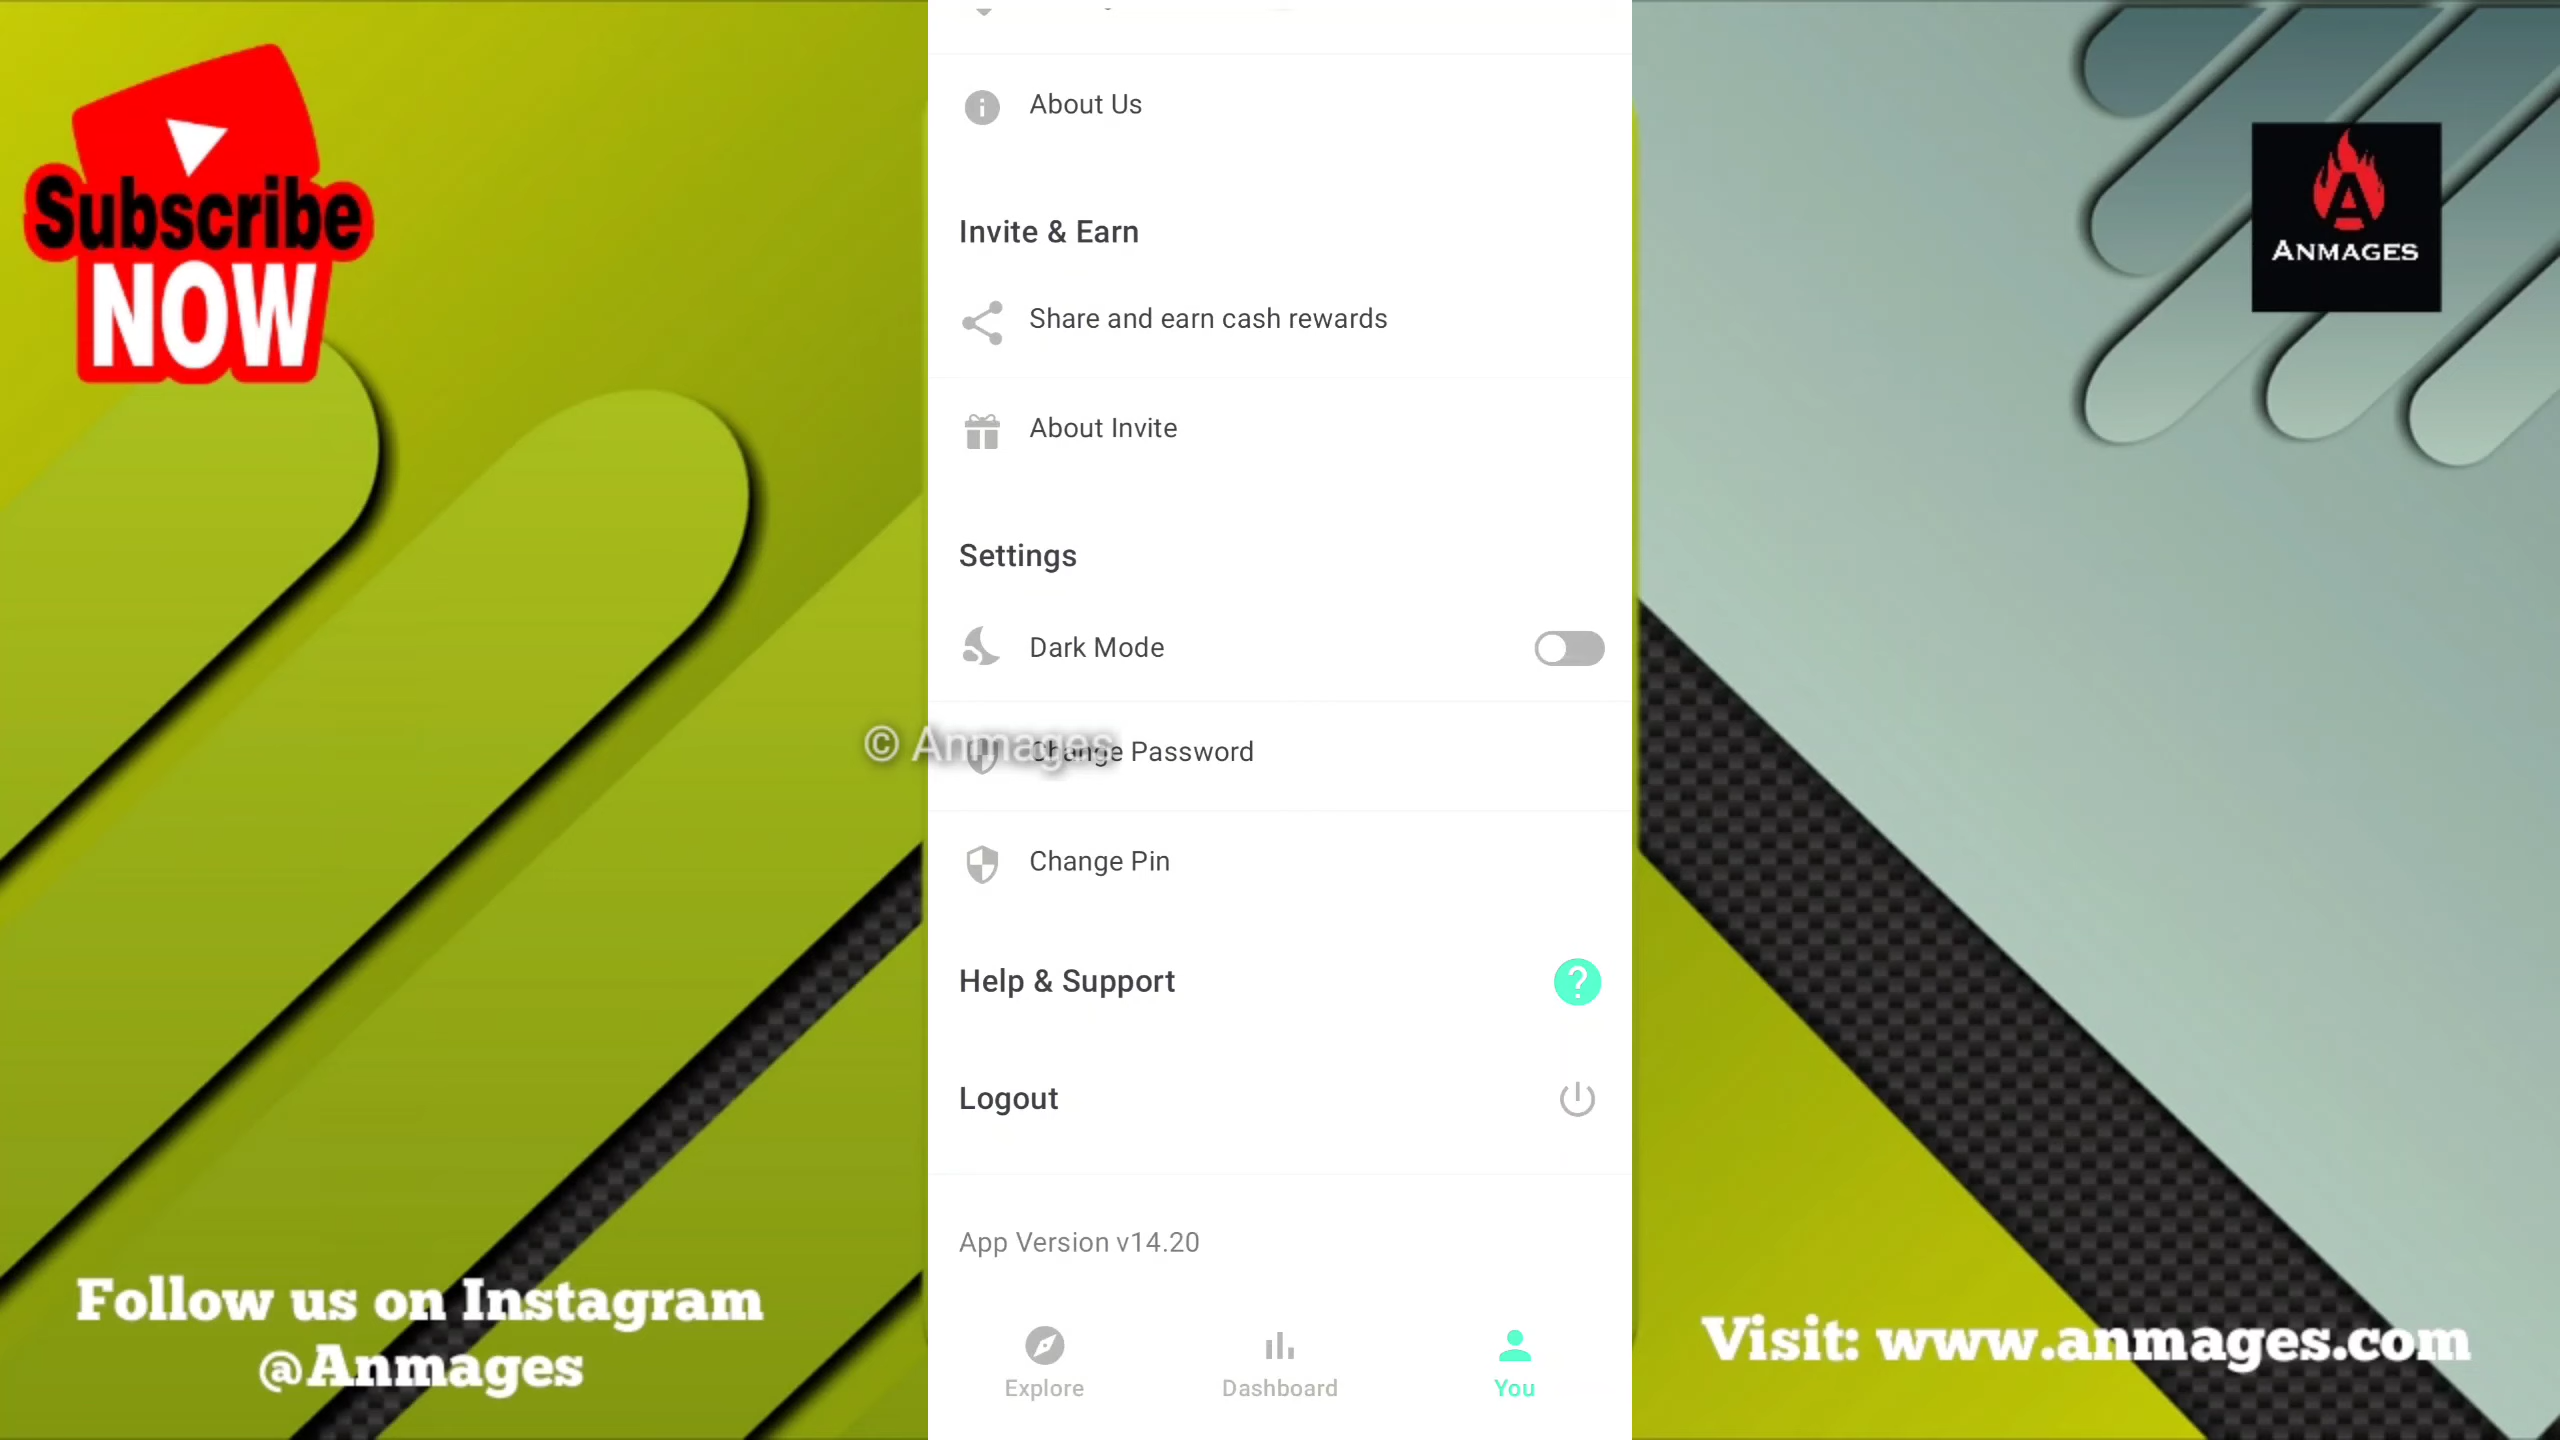 Subscribe
NOW
ANMAGES
About Us
Invite & Earn
Share and earn cash rewards
About Invite
Settings
Dark Mode
© Anmages
Change Password
Change Pin
Help & Support
?
Logout
App Version v14.20
Follow us on Instagram
@Anmages
Visit: www.anmages.com
Explore
Dashboard
You